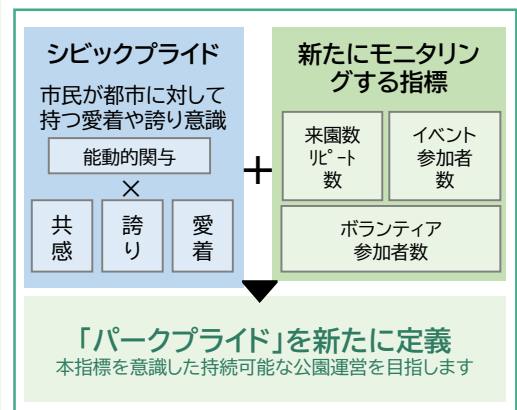 シビックプライド
市民が都市に対して
持つ愛着や誇り意識
能動的関与
×
共
感
誇
り
愛
着
+
新たにモニタリン
グする指標
来園数
ﾘﾋﾟｰﾄ
数
イベント
参加者
数
ボランティア
参加者数
「パークプライド」を新たに定義
本指標を意識した持続可能な公園運営を目指します